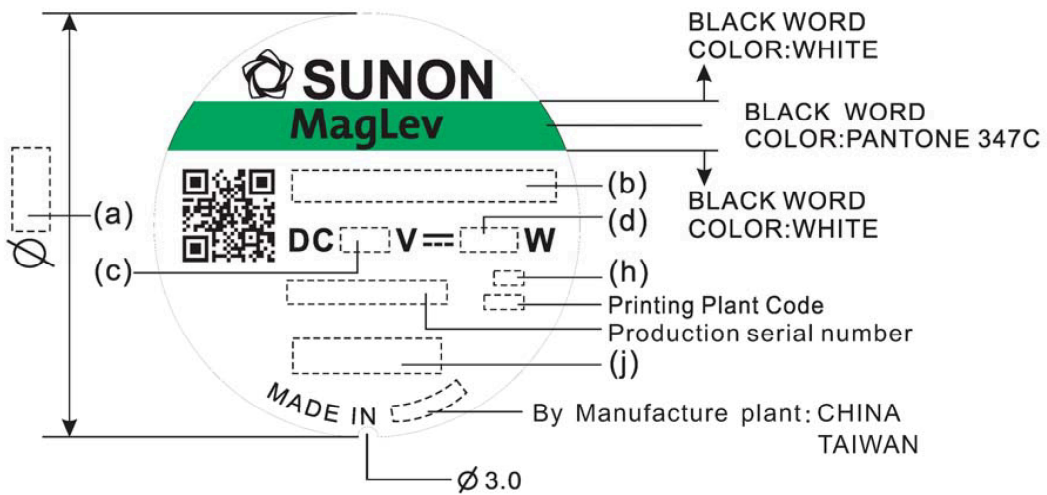 BLACK WORD
COLOR:WHITE
SUNON
MagLev
BLACK WORD
COLOR:PANTONE 347C
(b)
BLACK WORD
COLOR:WHITE
(a)
Ø
(d)
DC V W
(c)
(h)
Printing Plant Code
Production serial number
(j)
MADE IN
By Manufacture plant: CHINA
TAIWAN
Ø 3.0